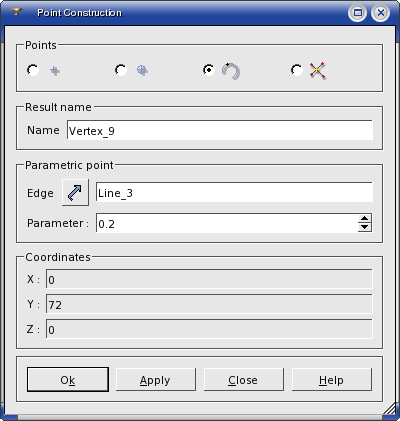 Point Construction
Points
Result name
Name Vertex_9
Parametric point
Edge Line_3
Parameter : 0.2
Coordinates
X : 0
Y : 72
Z : 0
Ok Apply Close Help